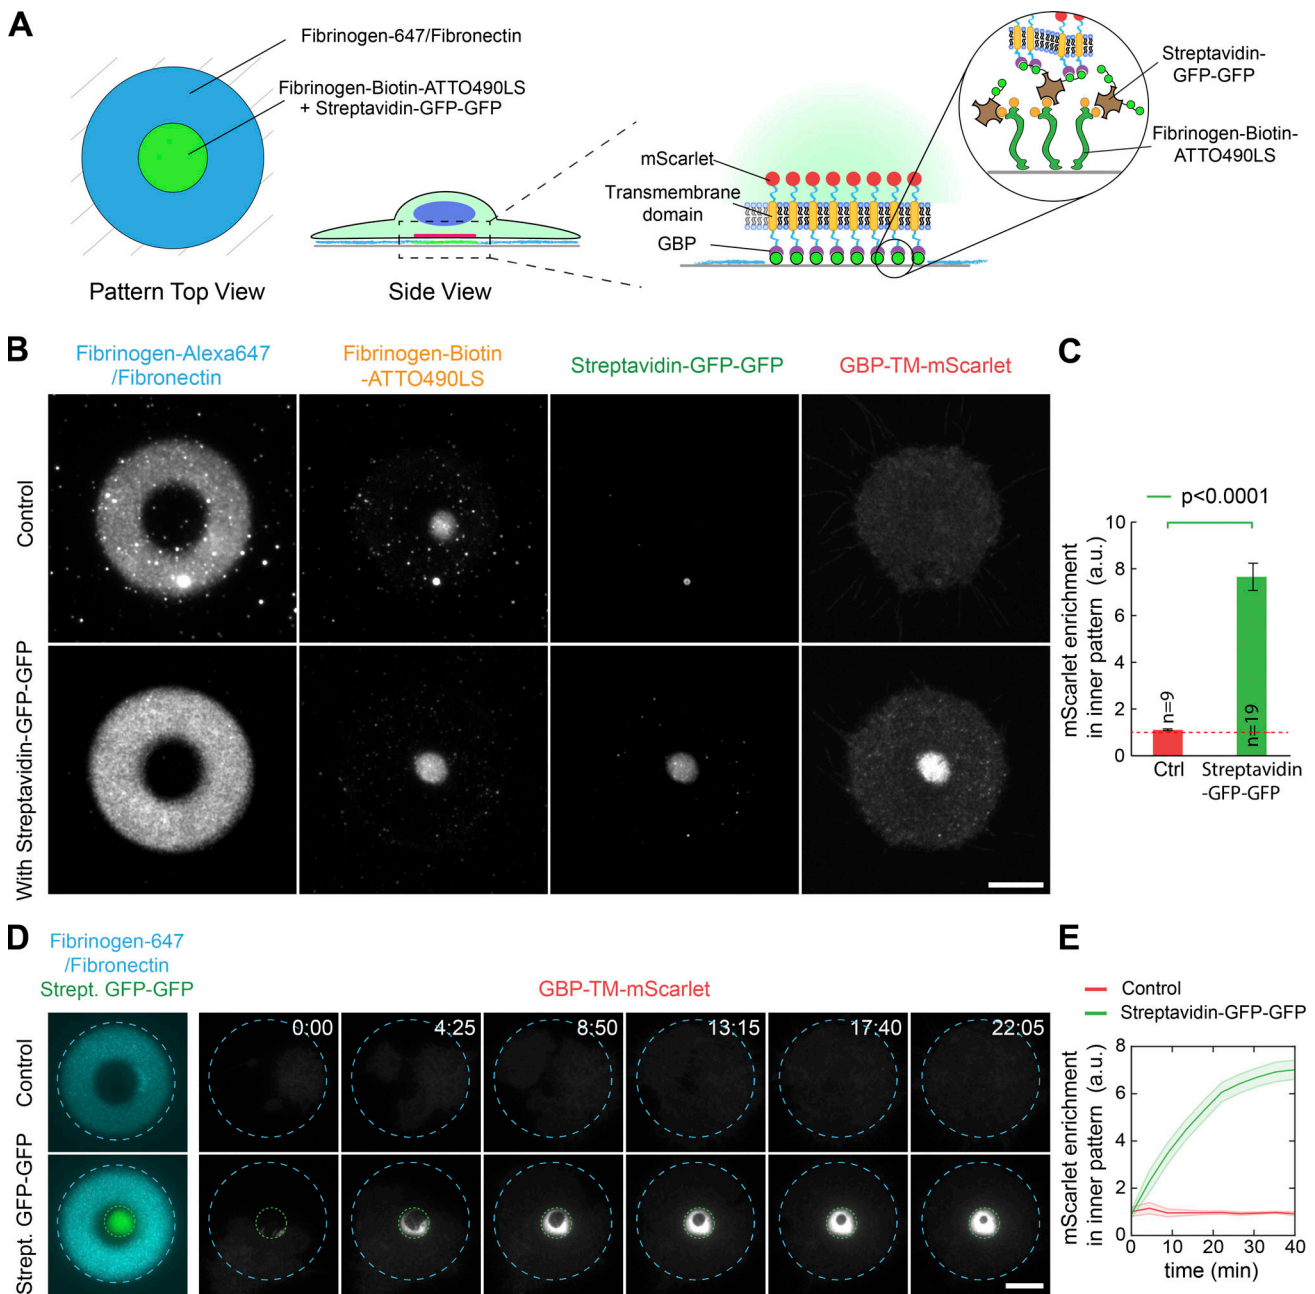 A
Fibrinogen-647/Fibronectin
Fibrinogen-Biotin-ATTO490LS
+ Streptavidin-GFP-GFP
Pattern Top View
Side View
mScarlet
Transmembrane
domain
GBP
Streptavidin-
GFP-GFP
Fibrinogen-Biotin-
ATTO490LS
B
Fibrinogen-Alexa647
/Fibronectin
Fibrinogen-Biotin
-ATTO490LS
Streptavidin-GFP-GFP
GBP-TM-mScarlet
Control
With Streptavidin-GFP-GFP
C
p<0.0001
mScarlet enrichment
in inner pattern (a.u.)
10
8
6
4
2
0
n=9
n=19
Ctrl
Streptavidin
-GFP-GFP
D
Fibrinogen-647
/Fibronectin
Strept. GFP-GFP
GBP-TM-mScarlet
Control
0:00
4:25
8:50
13:15
17:40
22:05
Strept. GFP-GFP
E
Control
Streptavidin-GFP-GFP
mScarlet enrichment
in inner pattern (a.u.)
8
6
4
2
0
0
10
20
30
40
time (min)